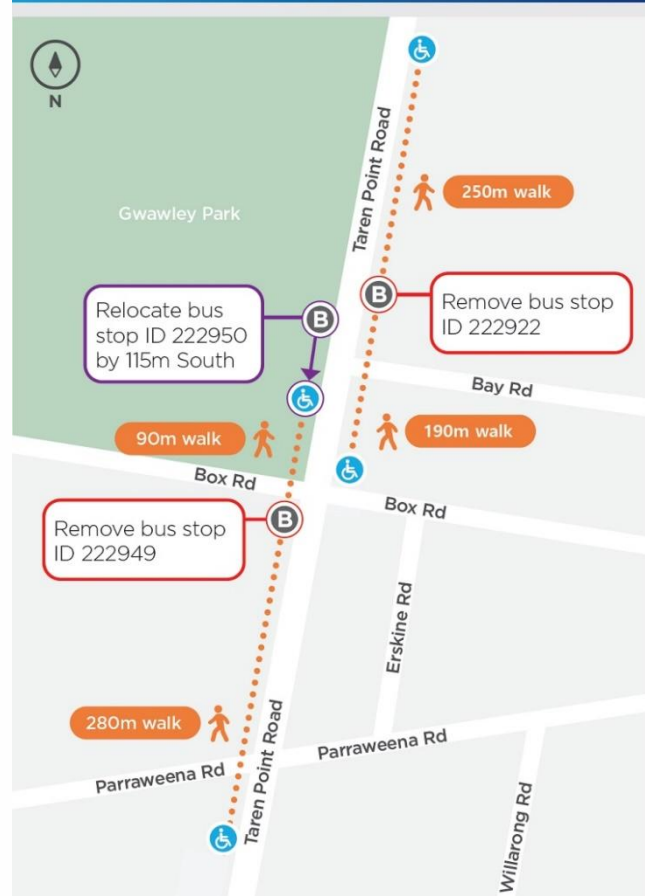 N
Taren Point Road
250m walk
Gwawley Park
B
Remove bus stop
ID 222922
Relocate bus
stop ID 222950
by 115m South
B
Bay Rd
90m walk
190m walk
Box Rd
Box Rd
Remove bus stop
ID 222949
B
Erskine Rd
280m walk
Parraweena Rd
Parraweena Rd
Taren Point Road
Willarong Rd